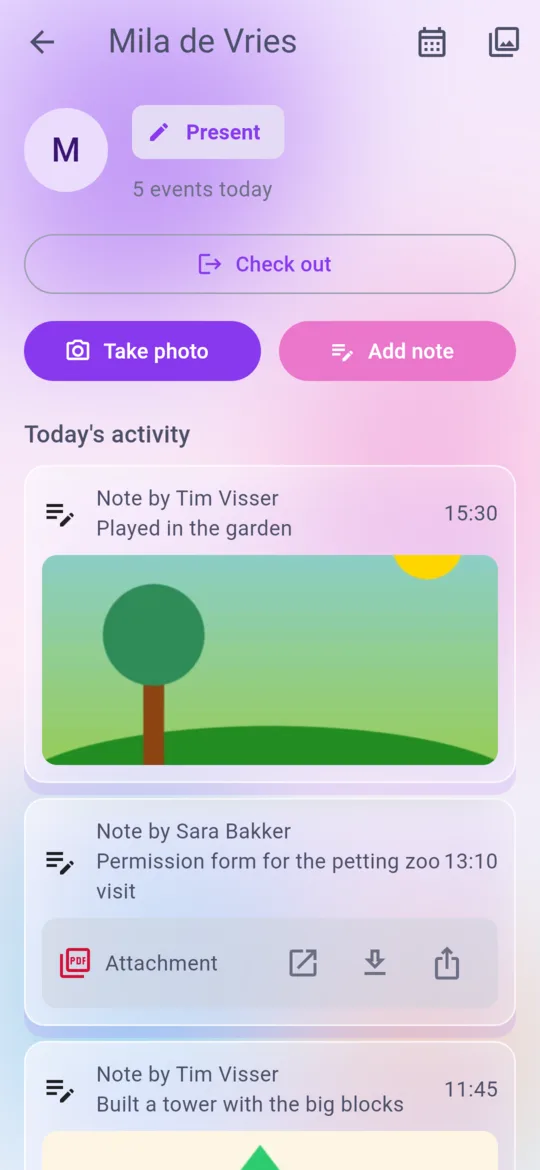 Mila de Vries
M
Present
5 events today
Check out
Take photo
Add note
Today's activity
Note by Tim Visser
Played in the garden
15:30
Note by Sara Bakker
Permission form for the petting zoo
visit
13:10
PDF
Attachment
Note by Tim Visser
Built a tower with the big blocks
11:45